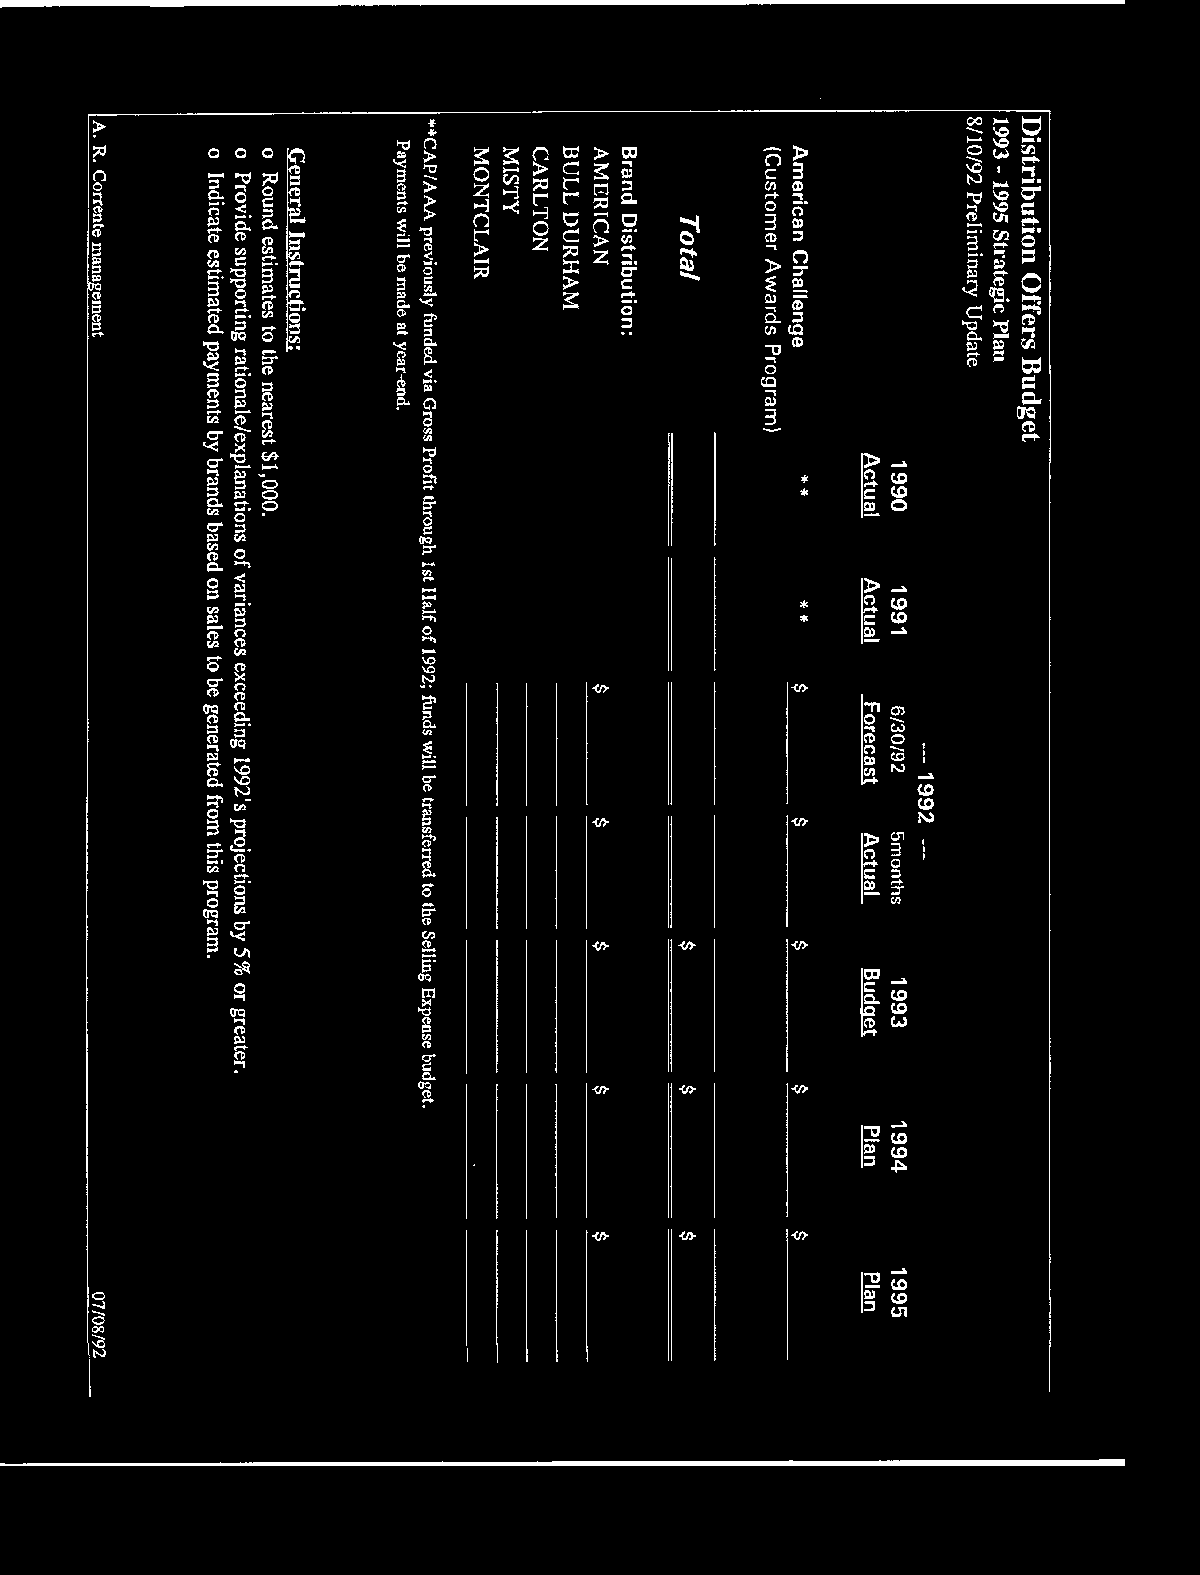 Distribution Offers Budget
1993 - 1995 Strategic Plan
8/10/92 Preliminary Update
--- 1992 ---
1990 1991 6/30/92 5months 1993 1994 1995
Actual Actual Forecast Actual Budget Plan Plan
American Challenge ** ** $ $ $ $ $
(Customer Awards Program)
Total $ $ $
Brand Distribution:
AMERICAN $ $ $ $ $
BULL DURHAM
CARLTON
MISTY
MONTCLAIR
**CAP/AAA previously funded via Gross Profit through 1st Half of 1992; funds will be transferred to the Selling Expense budget.
Payments will be made at year-end.
General Instructions:
o Round estimates to the nearest $1,000.
o Provide supporting rationale/explanations of variances exceeding 1992's projections by 5% or greater.
o Indicate estimated payments by brands based on sales to be generated from this program.
A. R. Corrente management 07/08/92